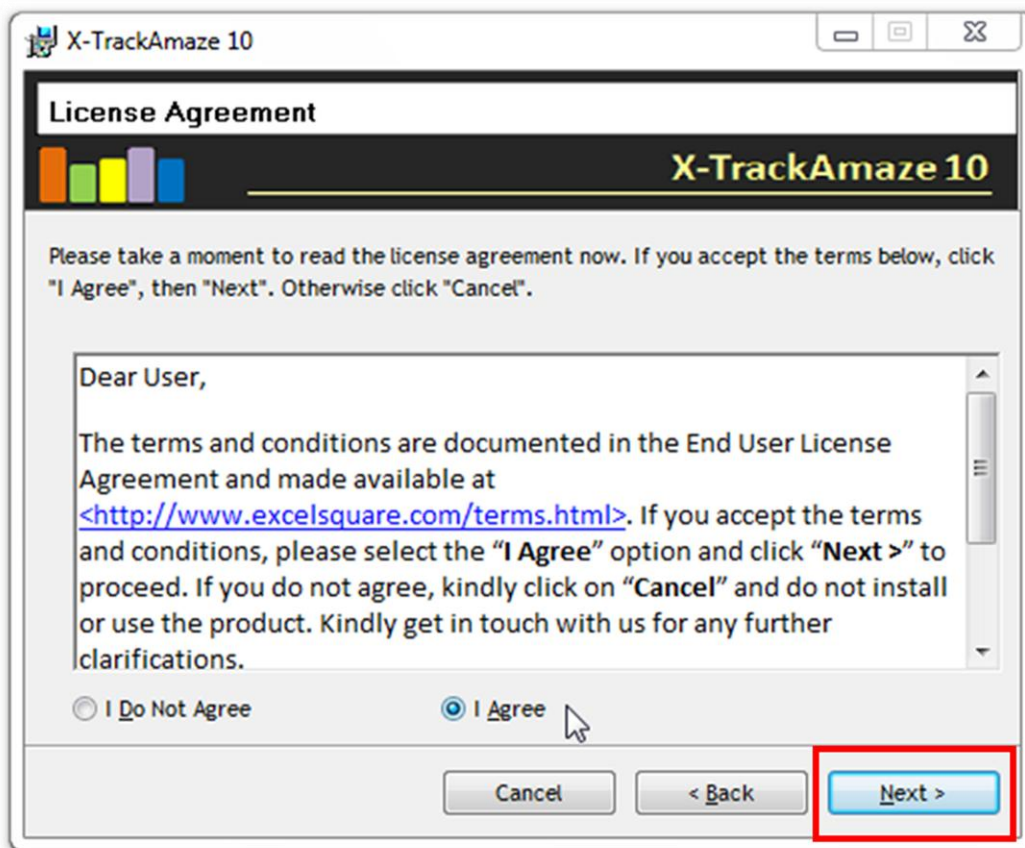 X-TrackAmaze 10
License Agreement
X-TrackAmaze 10
Please take a moment to read the license agreement now. If you accept the terms below, click
"I Agree", then "Next". Otherwise click "Cancel".
Dear User,
The terms and conditions are documented in the End User License
Agreement and made available at
<http://www.excelsquare.com/terms.html>. If you accept the terms
and conditions, please select the “I Agree” option and click “Next >” to
proceed. If you do not agree, kindly click on “Cancel” and do not install
or use the product. Kindly get in touch with us for any further
clarifications.
I Do Not Agree
I Agree
Cancel
< Back
Next >